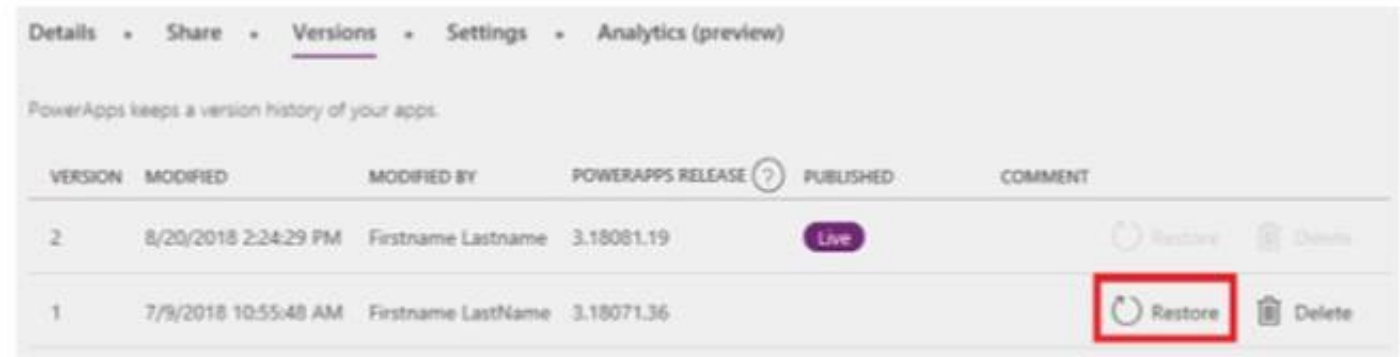 Details • Share • Versions • Settings • Analytics (preview)
PowerApps keeps a version history of your apps.
VERSION MODIFIED MODIFIED BY POWERAPPS RELEASE ? PUBLISHED COMMENT
2 8/20/2018 2:24:29 PM Firstname Lastname 3.18081.19 Live Restore Delete
1 7/9/2018 10:55:48 AM Firstname LastName 3.18071.36 Restore Delete